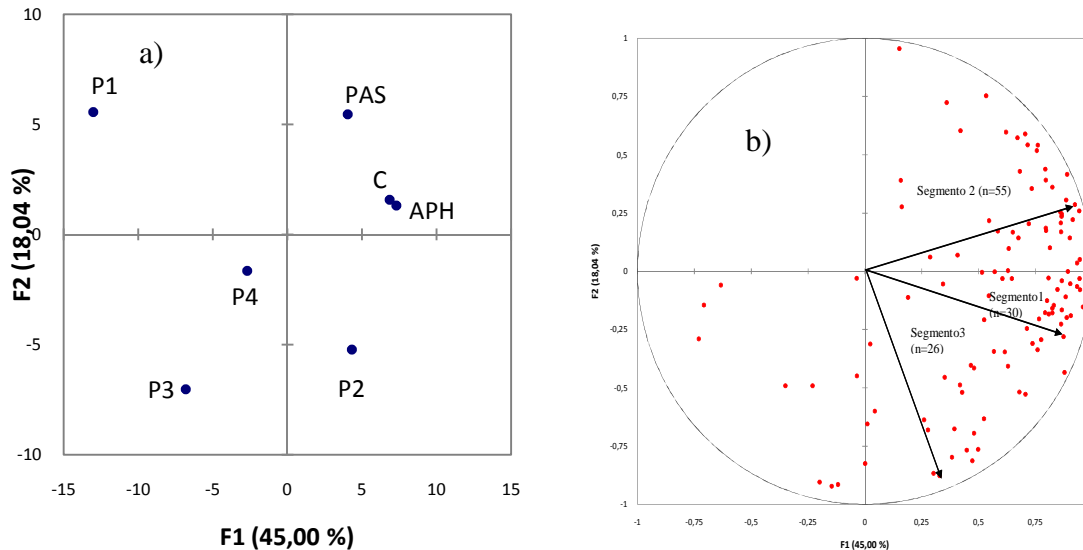 a)
10
5
0
-5
-10
F2 (18,04 %)
P1
PAS
C
APH
P4
P2
P3
-15 -10 -5 0 5 10 15
F1 (45,00 %)
b)
1
0,75
0,5
0,25
0
-0,25
-0,5
-0,75
-1
F2 (18,04 %)
Segmento 2 (n=55)
Segmento1
(n=30)
Segmento3
(n=26)
-1 -0,75 -0,5 -0,25 0 0,25 0,5 0,75
F1 (45,00 %)